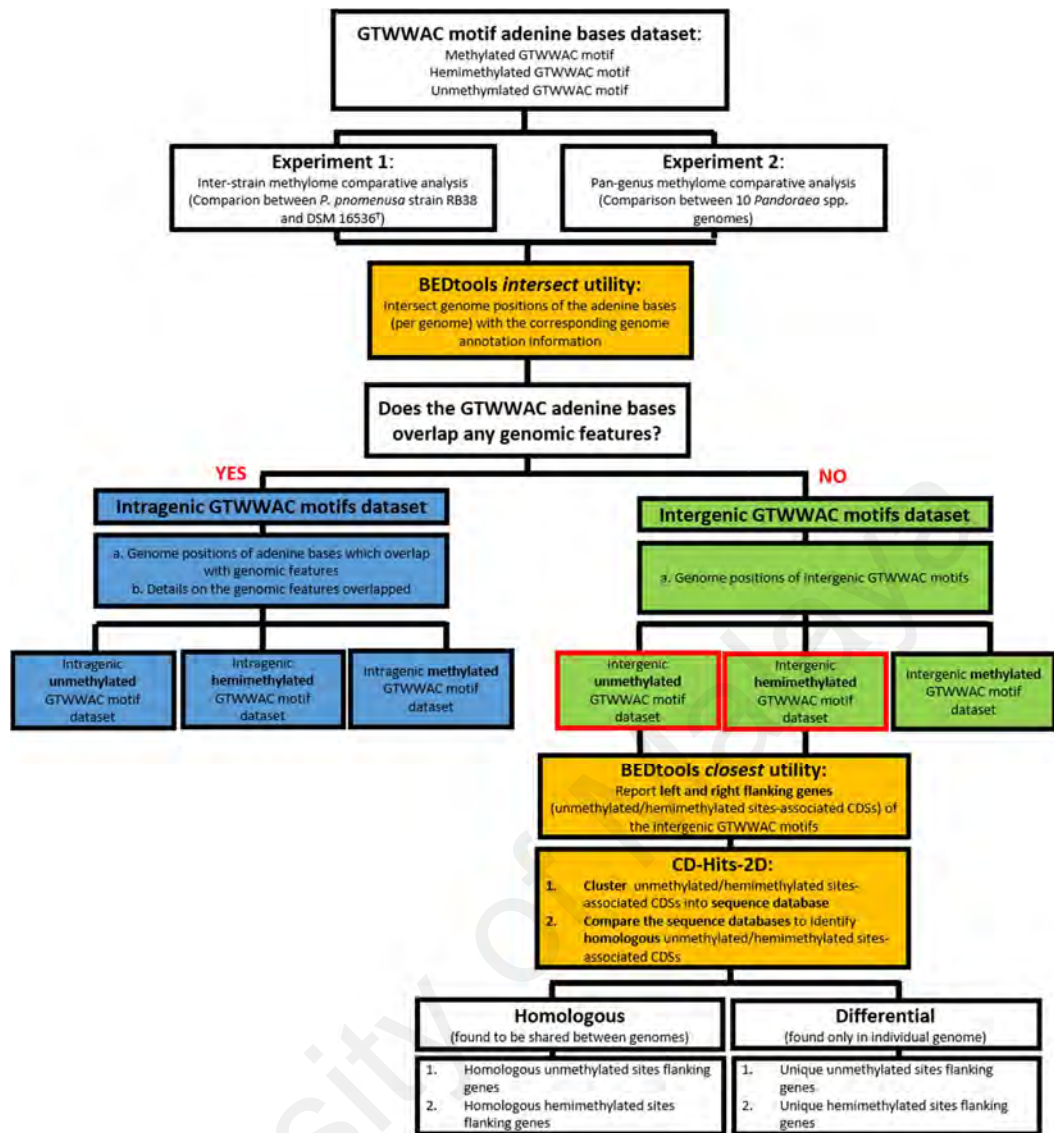 GTWWAC motif adenine bases dataset:
Methylated GTWWAC motif
Hemimethylated GTWWAC motif
Unmethymlated GTWWAC motif
Experiment 1:
Inter-strain methylome comparative analysis
(Comparion between P. pnomenusa strain RB38
and DSM 16536ᵀ)
Experiment 2:
Pan-genus methylome comparative analysis
(Comparison between 10 Pandoraea spp.
genomes)
BEDtools intersect utility:
Intersect genome positions of the adenine bases
(per genome) with the corresponding genome
annotation information
Does the GTWWAC adenine bases
overlap any genomic features?
YES
NO
Intragenic GTWWAC motifs dataset
a. Genome positions of adenine bases which overlap
with genomic features
b. Details on the genomic features overlapped
Intragenic
unmethylated
GTWWAC motif
dataset
Intragenic
hemimethylated
GTWWAC motif
dataset
Intragenic methylated
GTWWAC motif
dataset
Intergenic GTWWAC motifs dataset
a. Genome positions of intergenic GTWWAC motifs
Intergenic
unmethylated
GTWWAC motif
dataset
Intergenic
hemimethylated
GTWWAC motif
dataset
Intergenic methylated
GTWWAC motif
dataset
BEDtools closest utility:
Report left and right flanking genes
(unmethylated/hemimethylated sites-associated CDSs) of
the intergenic GTWWAC motifs
CD-Hits-2D:
1. Cluster unmethylated/hemimethylated sites-
associated CDSs into sequence database
2. Compare the sequence databases to identify
homologous unmethylated/hemimethylated sites-
associated CDSs
Homologous
(found to be shared between genomes)
1. Homologous unmethylated sites flanking
genes
2. Homologous hemimethylated sites
flanking genes
Differential
(found only in individual genome)
1. Unique unmethylated sites flanking
genes
2. Unique hemimethylated sites flanking
genes
sity of Malaya